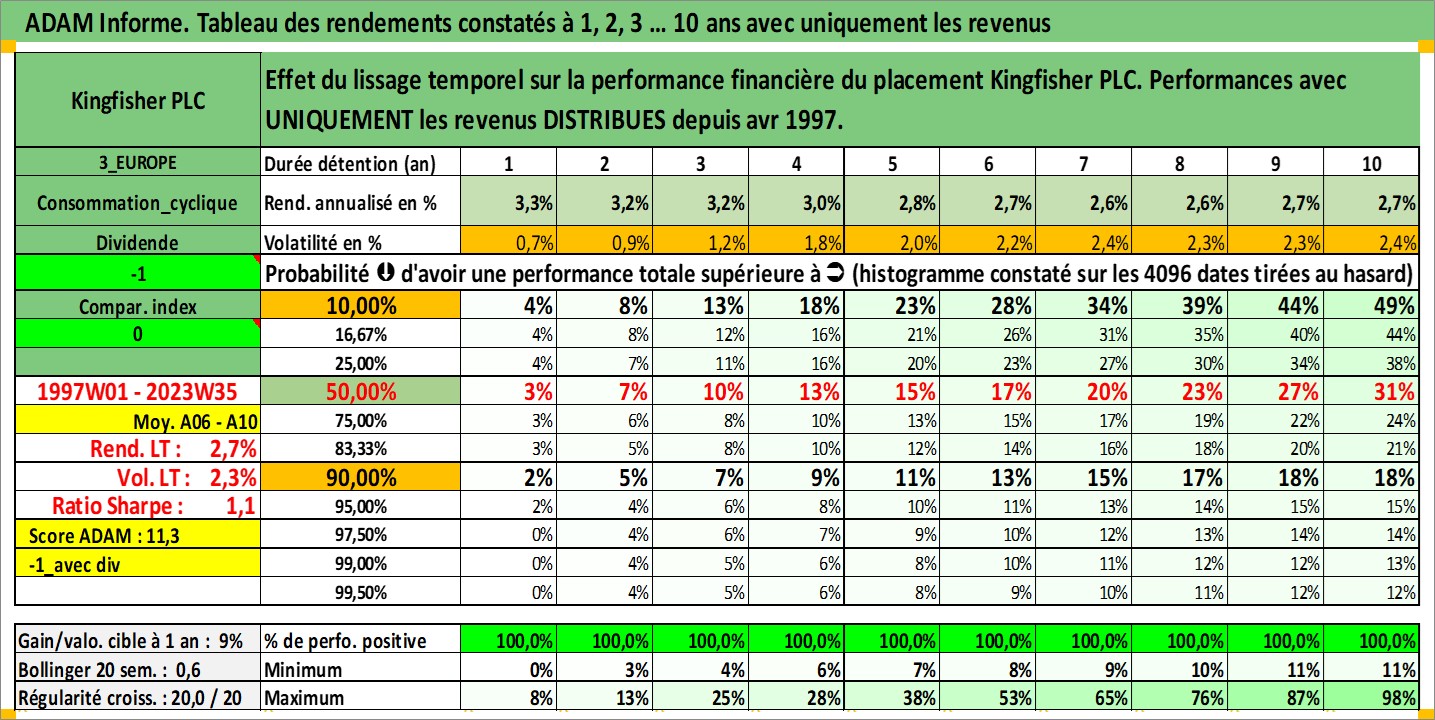 ADAM Informe. Tableau des rendements constatés à 1, 2, 3 ... 10 ans avec uniquement les revenus
Kingfisher PLC
Effet du lissage temporel sur la performance financière du placement Kingfisher PLC. Performances avec
UNIQUEMENT les revenus DISTRIBUES depuis avr 1997.
3_EUROPE Durée détention (an) 1 2 3 4 5 6 7 8 9 10
Consommation_cyclique Rend. annualisé en % 3,3% 3,2% 3,2% 3,0% 2,8% 2,7% 2,6% 2,6% 2,7% 2,7%
Dividende Volatilité en % 0,7% 0,9% 1,2% 1,8% 2,0% 2,2% 2,4% 2,3% 2,3% 2,4%
-1 Probabilité d'avoir une performance totale supérieure à (histogramme constaté sur les 4096 dates tirées au hasard)
Compar. index 10,00% 4% 8% 13% 18% 23% 28% 34% 39% 44% 49%
0 16,67% 4% 8% 12% 16% 21% 26% 31% 35% 40% 44%
25,00% 4% 7% 11% 16% 20% 23% 27% 30% 34% 38%
1997W01 - 2023W35 50,00% 3% 7% 10% 13% 15% 17% 20% 23% 27% 31%
Moy. A06 - A10 75,00% 3% 6% 8% 10% 13% 15% 17% 19% 22% 24%
Rend. LT : 2,7% 83,33% 3% 5% 8% 10% 12% 14% 16% 18% 20% 21%
Vol. LT : 2,3% 90,00% 2% 5% 7% 9% 11% 13% 15% 17% 18% 18%
Ratio Sharpe : 1,1 95,00% 2% 4% 6% 8% 10% 11% 13% 14% 15% 15%
Score ADAM : 11,3 97,50% 0% 4% 6% 7% 9% 10% 12% 13% 14% 14%
-1_avec div 99,00% 0% 4% 5% 6% 8% 10% 11% 12% 12% 13%
99,50% 0% 4% 5% 6% 8% 9% 10% 11% 12% 12%
Gain/valo. cible à 1 an : 9% % de perfo. positive 100,0% 100,0% 100,0% 100,0% 100,0% 100,0% 100,0% 100,0% 100,0% 100,0%
Bollinger 20 sem. : 0,6 Minimum 0% 3% 4% 6% 7% 8% 9% 10% 11% 11%
Régularité croiss. : 20,0 / 20 Maximum 8% 13% 25% 28% 38% 53% 65% 76% 87% 98%